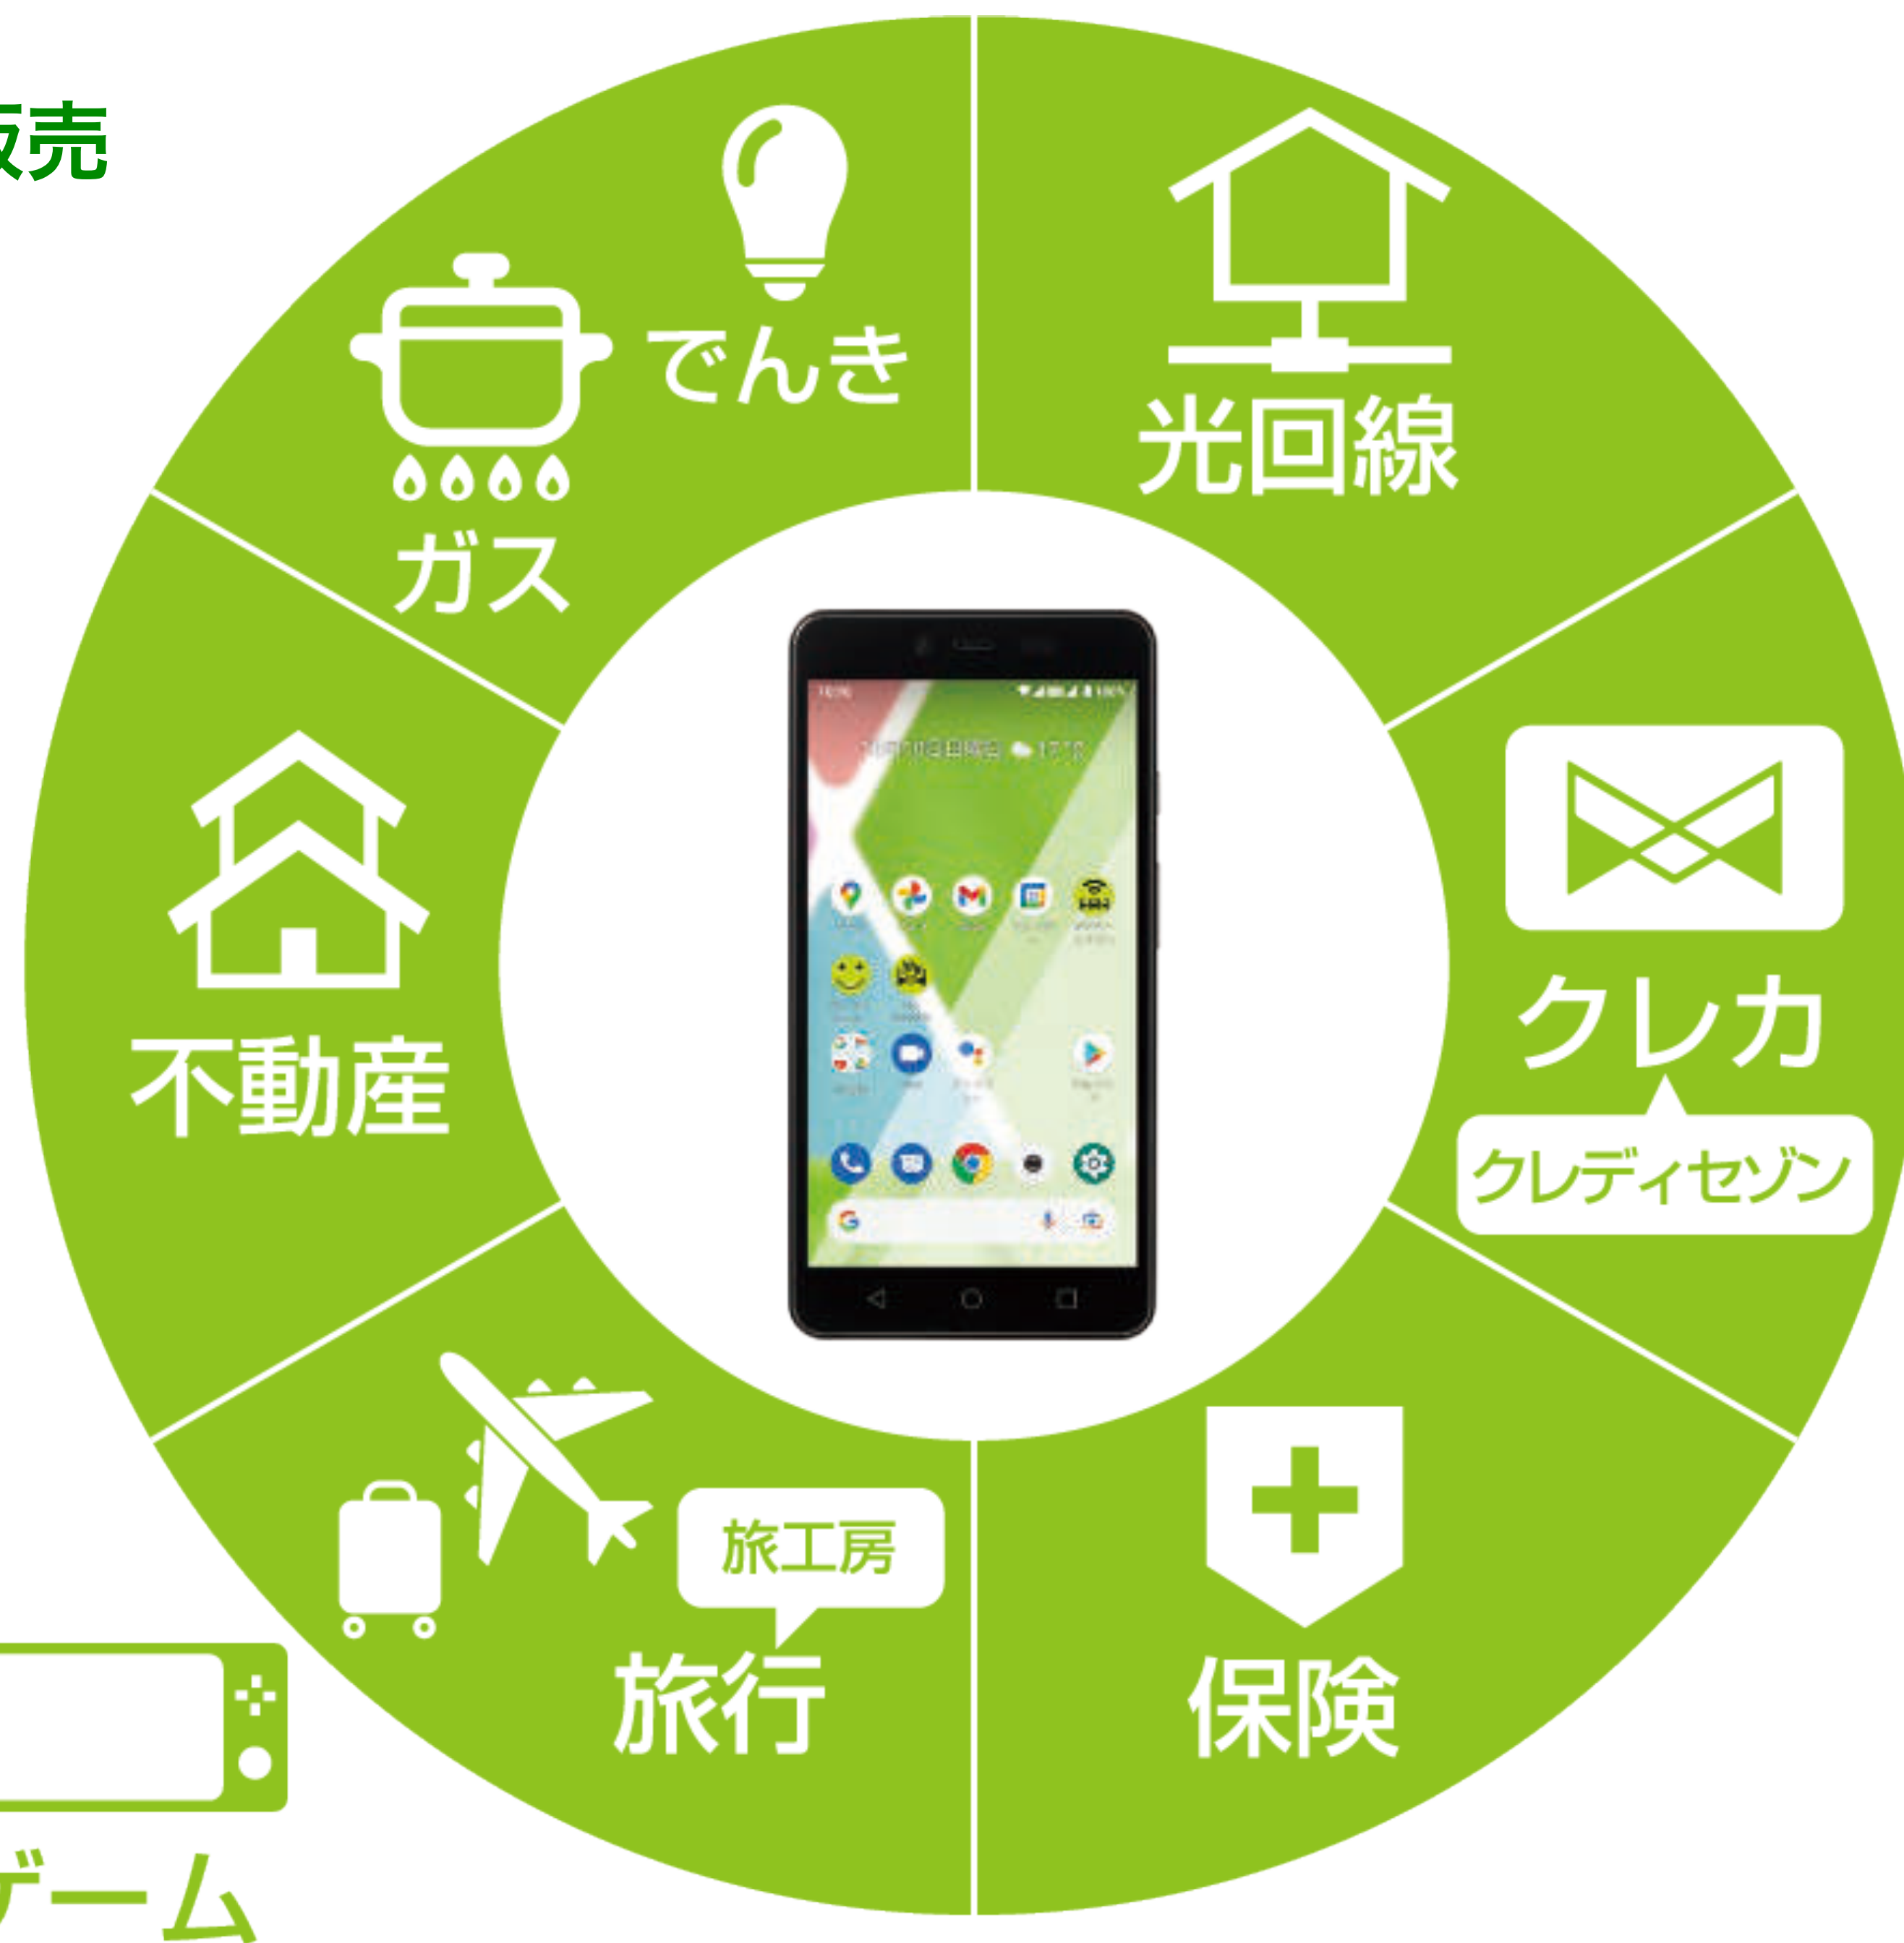 販売
でんき
光回線
ガス
不動産
クレカ
クレディセゾン
旅工房
旅行
保険
ゲーム